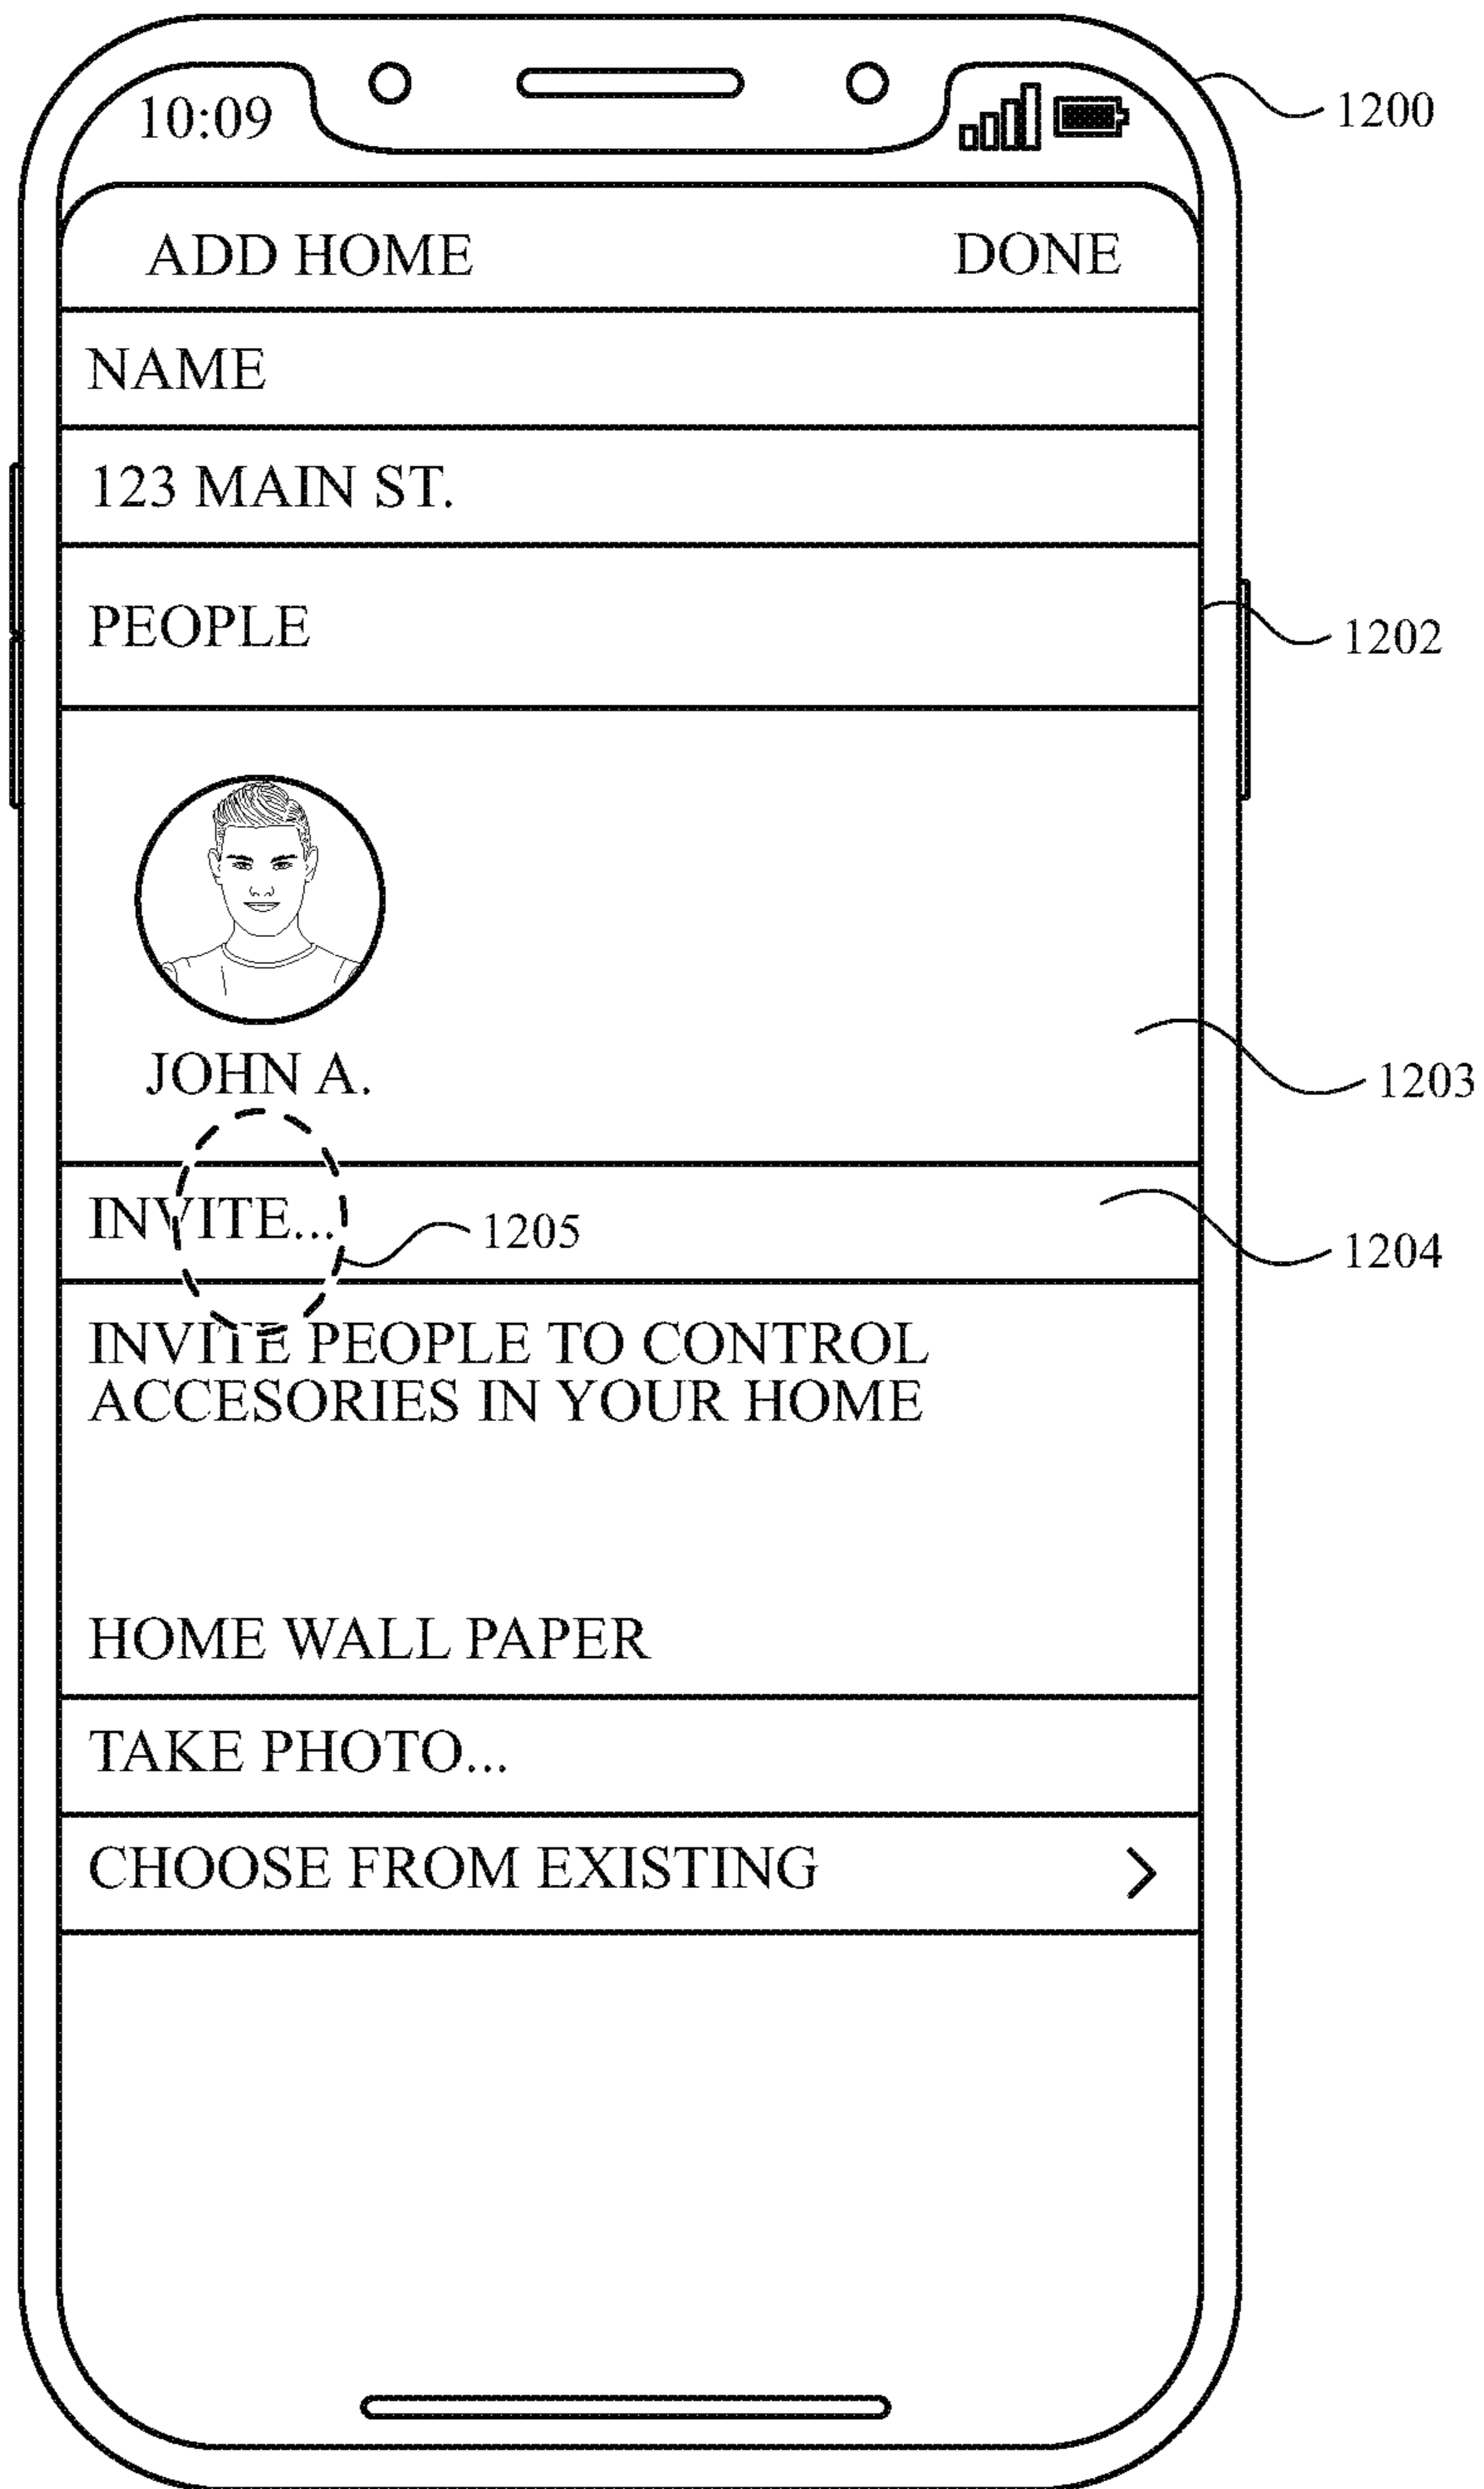 10:09
1200
ADD HOME DONE
NAME
123 MAIN ST.
PEOPLE
1202
JOHN A.
1203
INVITE...
1205
1204
INVITE PEOPLE TO CONTROL
ACCESORIES IN YOUR HOME
HOME WALL PAPER
TAKE PHOTO...
CHOOSE FROM EXISTING >